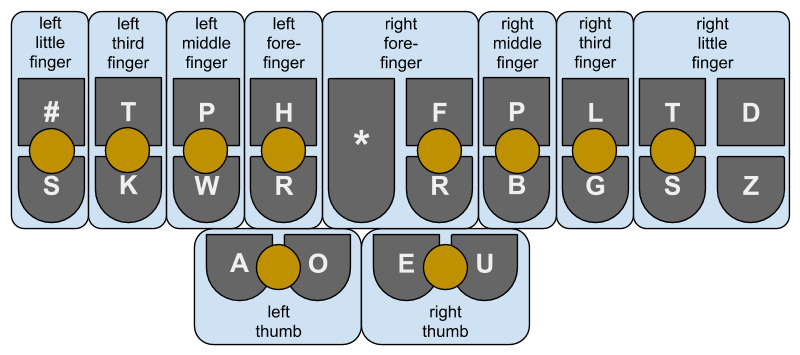 left little finger
left third finger
left middle finger
left fore-finger
right fore-finger
right middle finger
right third finger
right little finger
# T P H * F P L T D
S K W R R B G S Z
A O E U
left thumb
right thumb